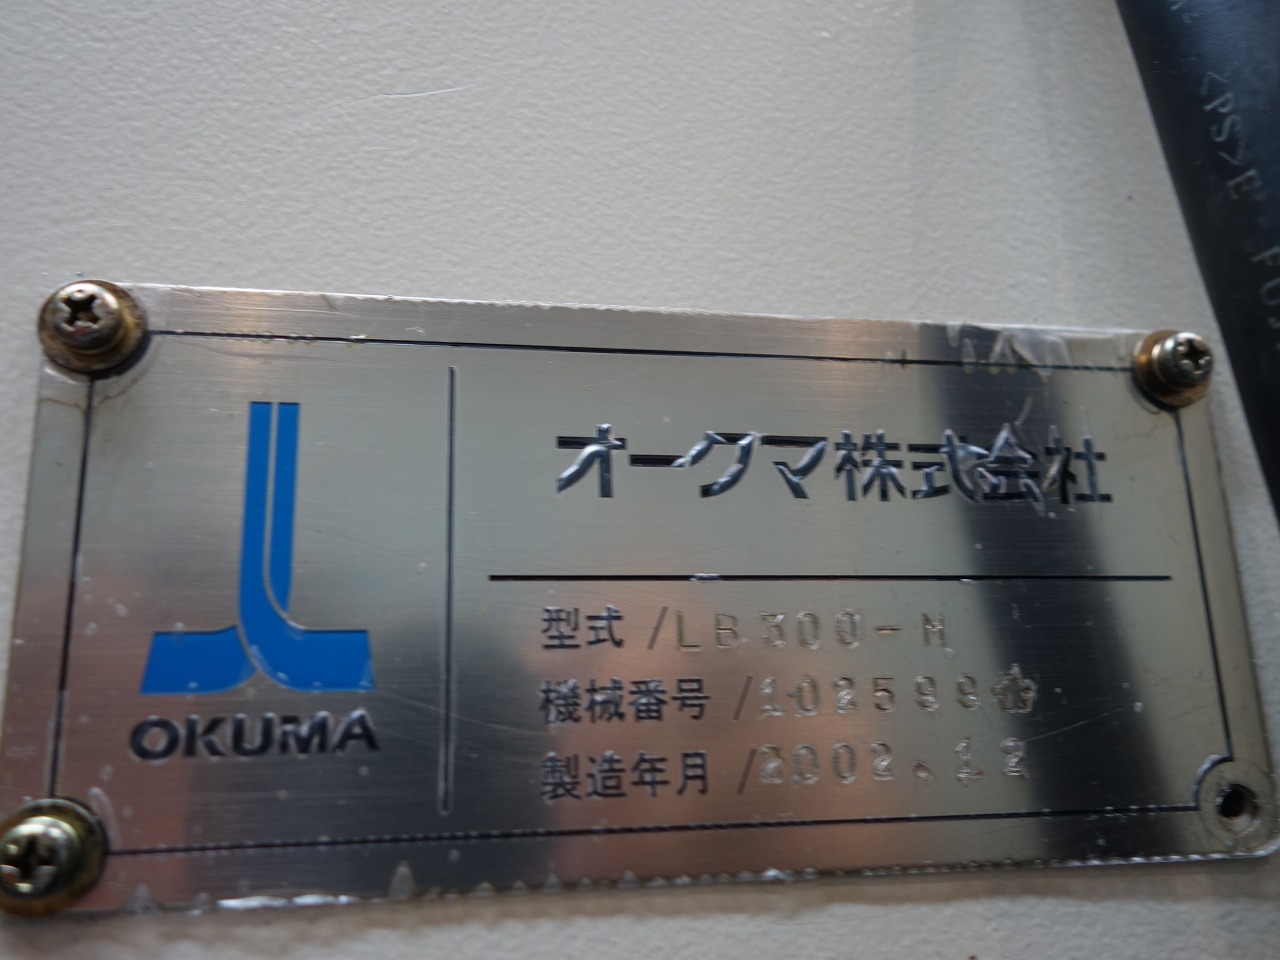 オークマ株式会社
OKUMA
型式 /LB300-M
機械番号 /102599
製造年月 /2002.12
<PS>E